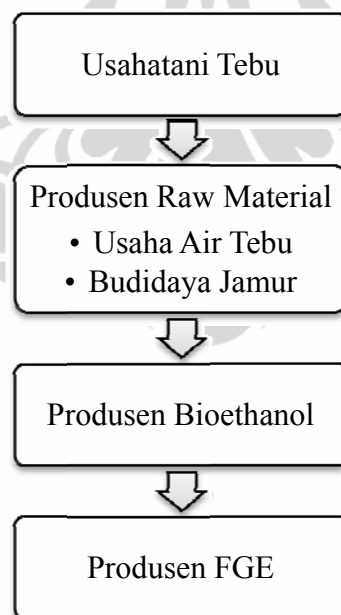 Usahatani Tebu
Produsen Raw Material
• Usaha Air Tebu
• Budidaya Jamur
Produsen Bioethanol
Produsen FGE